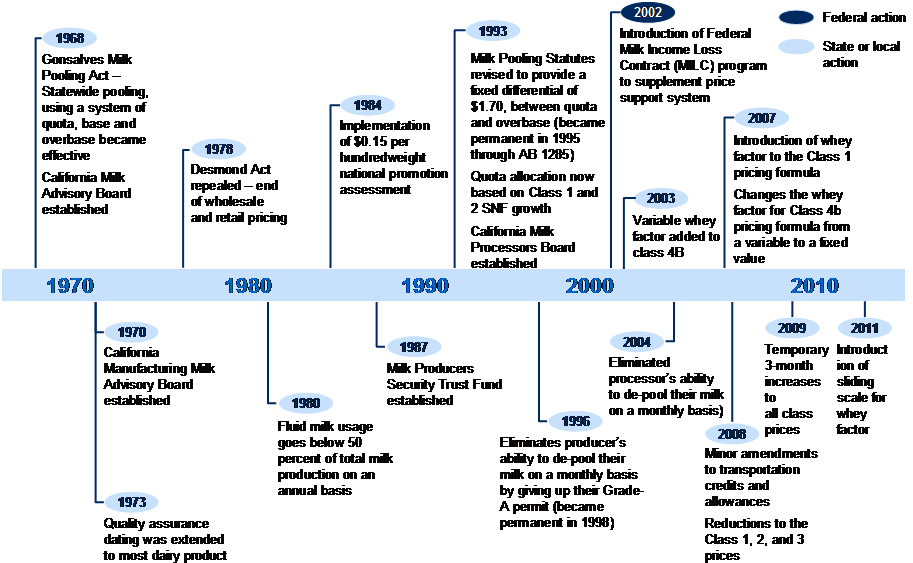 1968
Gonsalves Milk
Pooling Act –
Statewide pooling,
using a system of
quota, base and
overbase became
effective
California Milk
Advisory Board
established
1978
Desmond Act
repealed – end
of wholesale
and retail pricing
1984
Implementation
of $0.15 per
hundredweight
national promotion
assessment
1993
Milk Pooling Statutes
revised to provide a
fixed differential of
$1.70, between quota
and overbase (became
permanent in 1995
through AB 1285)
Quota allocation now
based on Class 1 and
2 SNF growth
California Milk
Processors Board
established
2002
Introduction of Federal
Milk Income Loss
Contract (MILC) program
to supplement price
support system
2003
Variable whey
factor added to
class 4B
2007
Introduction of whey
factor to the Class 1
pricing formula
Changes the whey
factor for Class 4b
pricing formula from
a variable to a fixed
value
Federal action
State or local
action
1970
1980
1990
2000
2010
1970
California
Manufacturing Milk
Advisory Board
established
1973
Quality assurance
dating was extended
to most dairy product
1980
Fluid milk usage
goes below 50
percent of total milk
production on an
annual basis
1987
Milk Producers
Security Trust Fund
established
1996
Eliminates producer's
ability to de-pool their
milk on a monthly basis
by giving up their Grade-
A permit (became
permanent in 1998)
2004
Eliminated
processor's ability
to de-pool their milk
on a monthly basis)
2008
Minor amendments
to transportation
credits and
allowances
Reductions to the
Class 1, 2, and 3
prices
2009
Temporary
3-month
increases
to
all class
prices
2011
Introduct
ion of
sliding
scale for
whey
factor